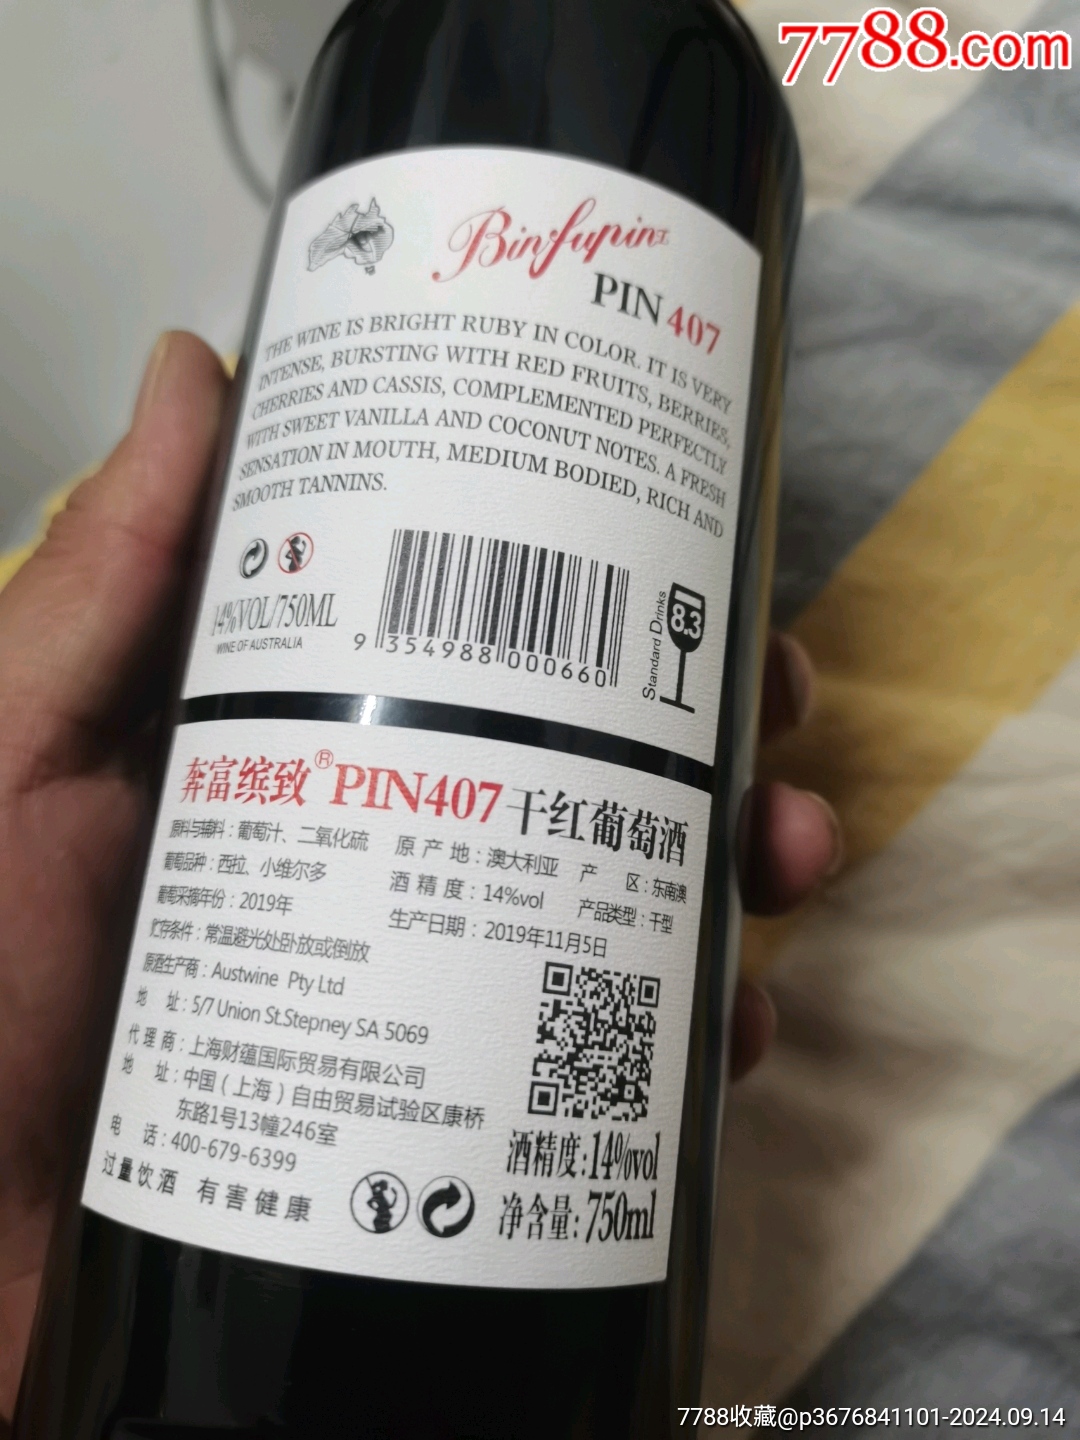 7788.com
Binfupin
PIN 407
THE WINE IS BRIGHT RUBY IN COLOR. IT IS VERY
INTENSE, BURSTING WITH RED FRUITS, BERRIES,
CHERRIES AND CASSIS, COMPLEMENTED PERFECTLY
WITH SWEET VANILLA AND COCONUT NOTES. A FRESH
SENSATION IN MOUTH, MEDIUM BODIED, RICH AND
SMOOTH TANNINS.
14%VOL/750ML
WINE OF AUSTRALIA
9 354988 000660
Standard Drinks
8.3
奔富缤致® PIN407 干红葡萄酒
原料与辅料：葡萄汁、二氧化硫
葡萄品种：西拉、小维尔多
葡萄采摘年份：2019年
贮存条件：常温避光处卧放或倒放
原产地：澳大利亚 产区：东南澳
酒精度：14%vol 产品类型：干型
生产日期：2019年11月5日
原酒生产商：Austwine Pty Ltd
地址：5/7 Union St.Stepney SA 5069
代理商：上海财蕴国际贸易有限公司
地址：中国（上海）自由贸易试验区康桥
东路1号13幢246室
电话：400-679-6399
过量饮酒 有害健康
酒精度:14%vol
净含量:750ml
7788收藏@p3676841101-2024.09.14